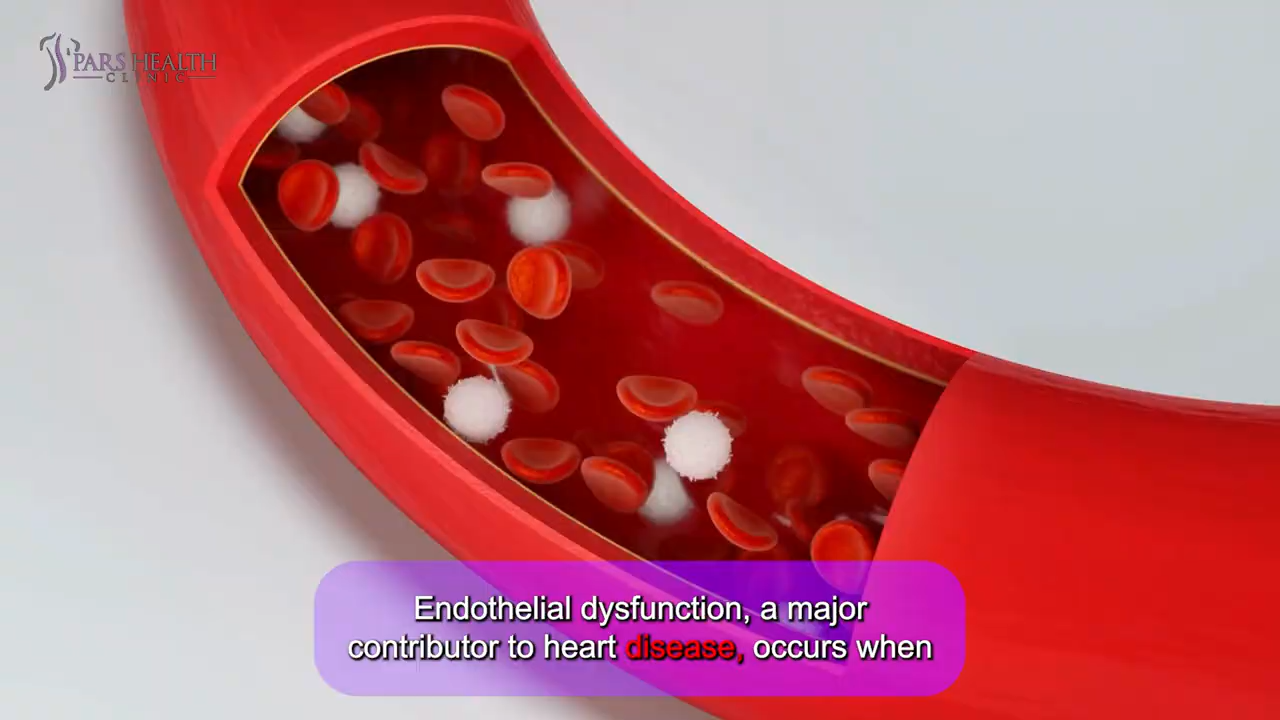 PARS HEALTH
CLINIC
Endothelial dysfunction, a major
contributor to heart disease, occurs when